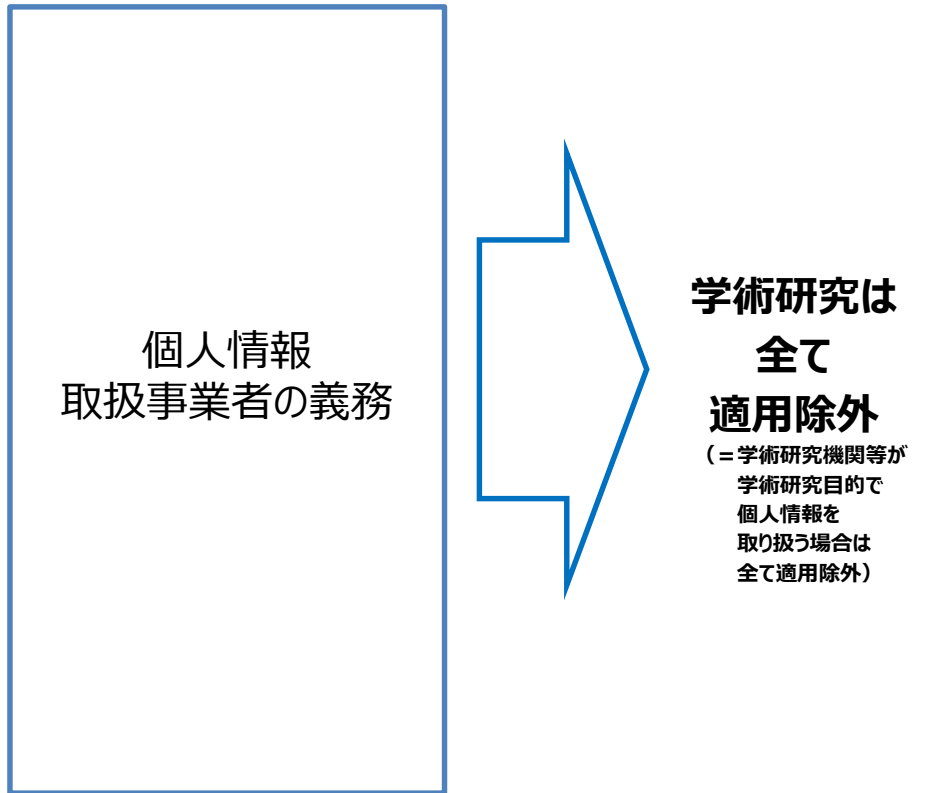 個人情報
取扱事業者の義務
学術研究は
全て
適用除外
（＝学術研究機関等が
学術研究目的で
個人情報を
取り扱う場合は
全て適用除外）